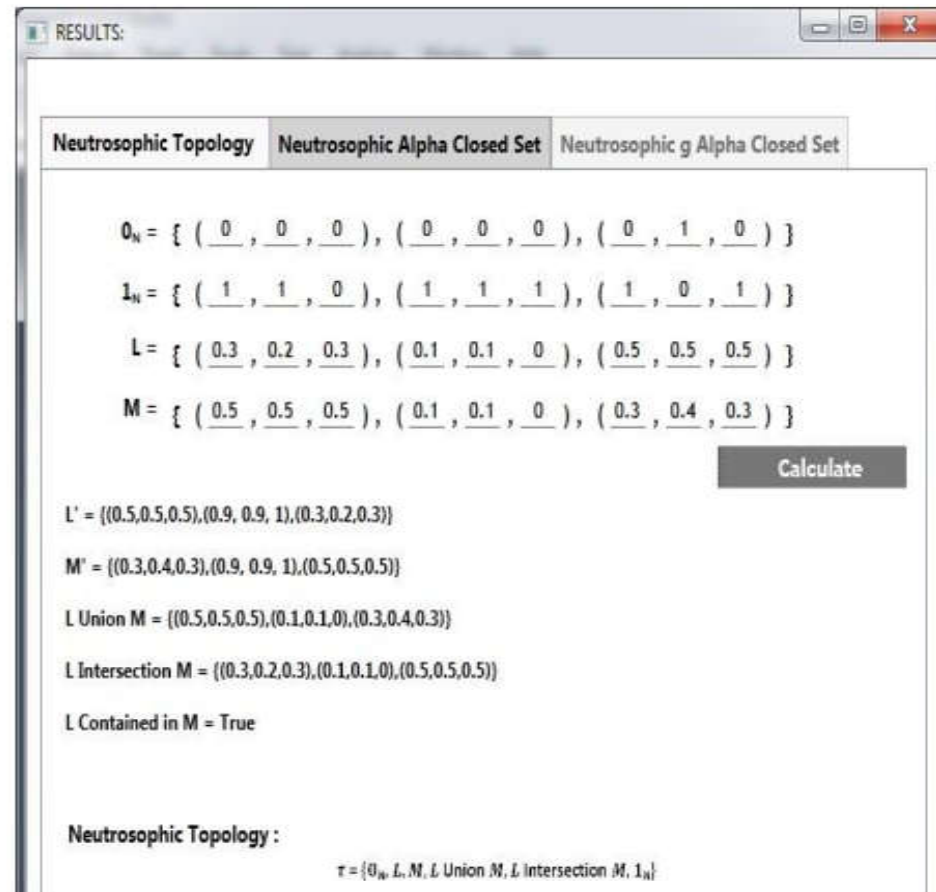 RESULTS:
Neutrosophic Topology Neutrosophic Alpha Closed Set Neutrosophic g Alpha Closed Set
0N = { ( 0 , 0 , 0 ), ( 0 , 0 , 0 ), ( 0 , 1 , 0 ) }
1N = { ( 1 , 1 , 0 ), ( 1 , 1 , 1 ), ( 1 , 0 , 1 ) }
L = { ( 0.3 , 0.2 , 0.3 ), ( 0.1 , 0.1 , 0 ), ( 0.5 , 0.5 , 0.5 ) }
M = { ( 0.5 , 0.5 , 0.5 ), ( 0.1 , 0.1 , 0 ), ( 0.3 , 0.4 , 0.3 ) }
Calculate
L' = {(0.5,0.5,0.5),(0.9, 0.9, 1),(0.3,0.2,0.3)}
M' = {(0.3,0.4,0.3),(0.9, 0.9, 1),(0.5,0.5,0.5)}
L Union M = {(0.5,0.5,0.5),(0.1,0.1,0),(0.3,0.4,0.3)}
L Intersection M = {(0.3,0.2,0.3),(0.1,0.1,0),(0.5,0.5,0.5)}
L Contained in M = True
Neutrosophic Topology :
τ = {0N, L, M, L Union M, L Intersection M, 1N}